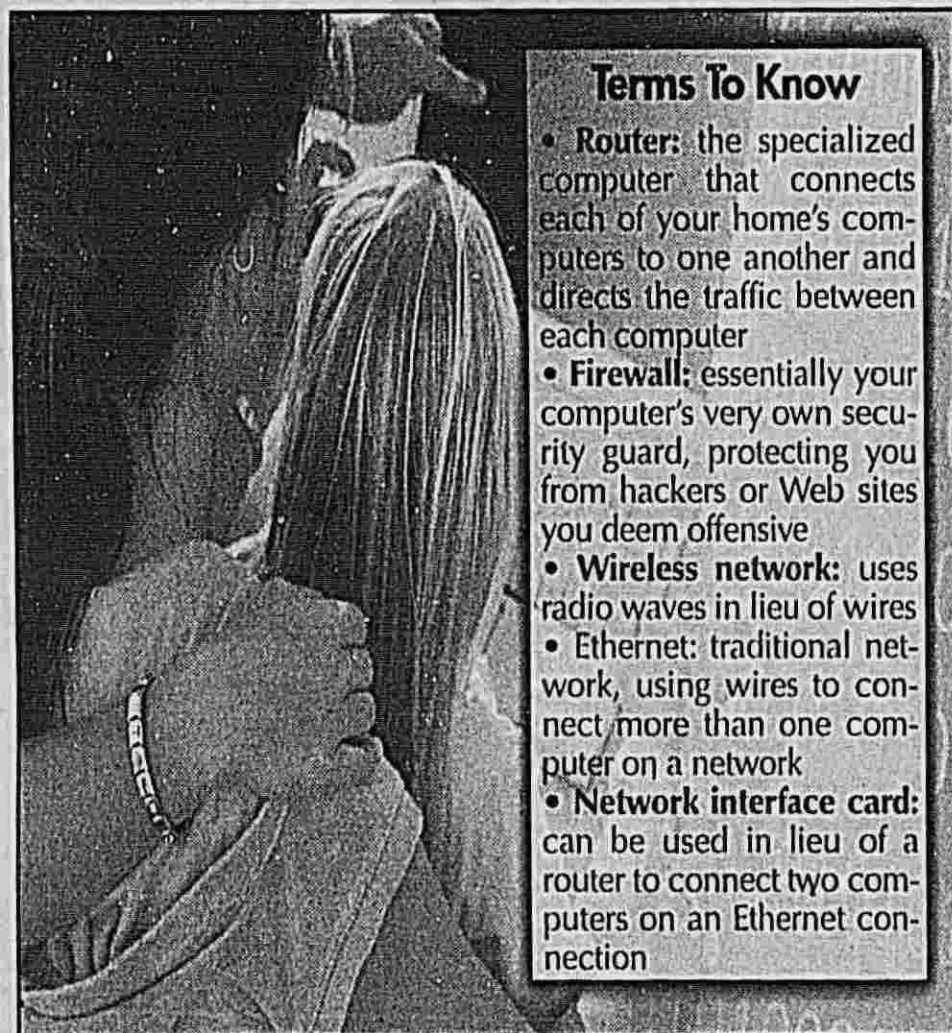 Terms To Know
• Router: the specialized
computer that connects
each of your home's com-
puters to one another and
directs the traffic between
each computer
• Firewall: essentially your
computer's very own secu-
rity guard, protecting you
from hackers or Web sites
you deem offensive
• Wireless network: uses
radio waves in lieu of wires
• Ethernet: traditional net-
work, using wires to con-
nect more than one com-
puter on a network
• Network interface card:
can be used in lieu of a
router to connect two com-
puters on an Ethernet con-
nection